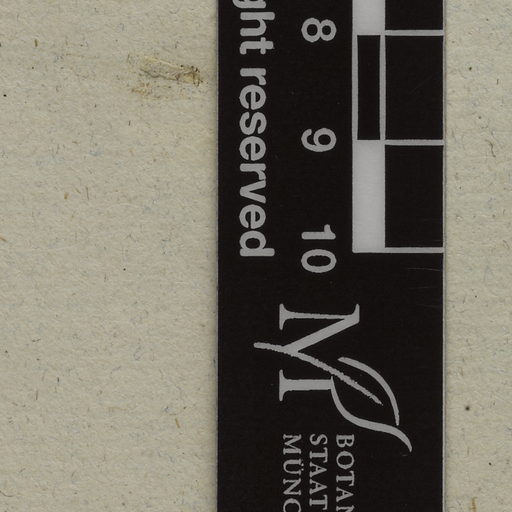 ght reserved
8
9
10
M
BOTAN
STAAT
MÜNC